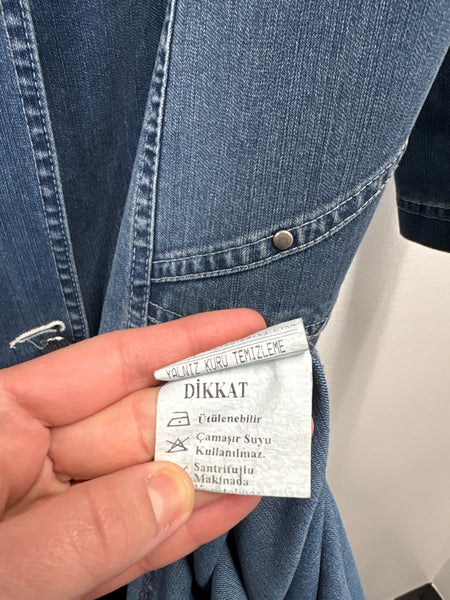 YALNIZ KURU TEMİZLEME
DİKKAT
Ütülenebilir
Çamaşır Suyu
Kullanılmaz.
Santrifujlu
Makinada